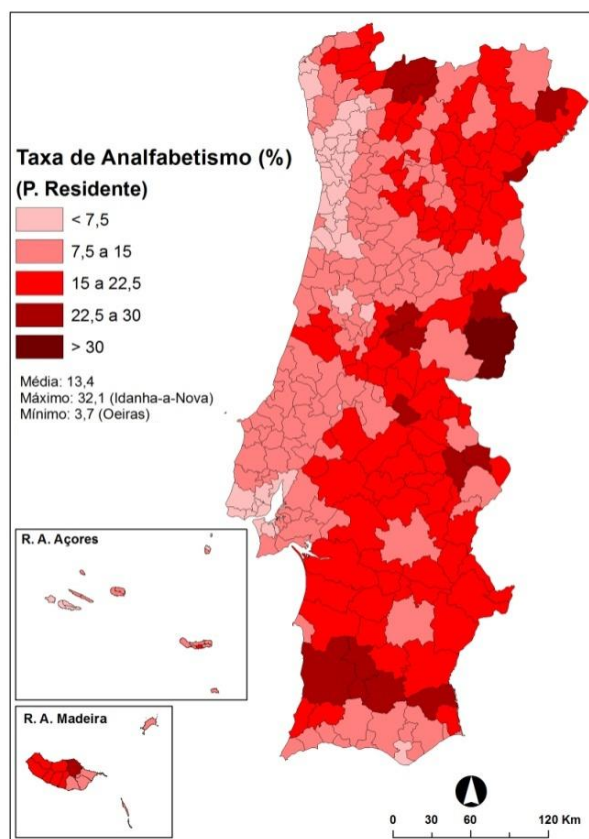 Taxa de Analfabetismo (%)
(P. Residente)
< 7,5
7,5 a 15
15 a 22,5
22,5 a 30
> 30
Média: 13,4
Máximo: 32,1 (Idanha-a-Nova)
Mínimo: 3,7 (Oeiras)
R. A. Açores
R. A. Madeira
0 30 60 120 Km